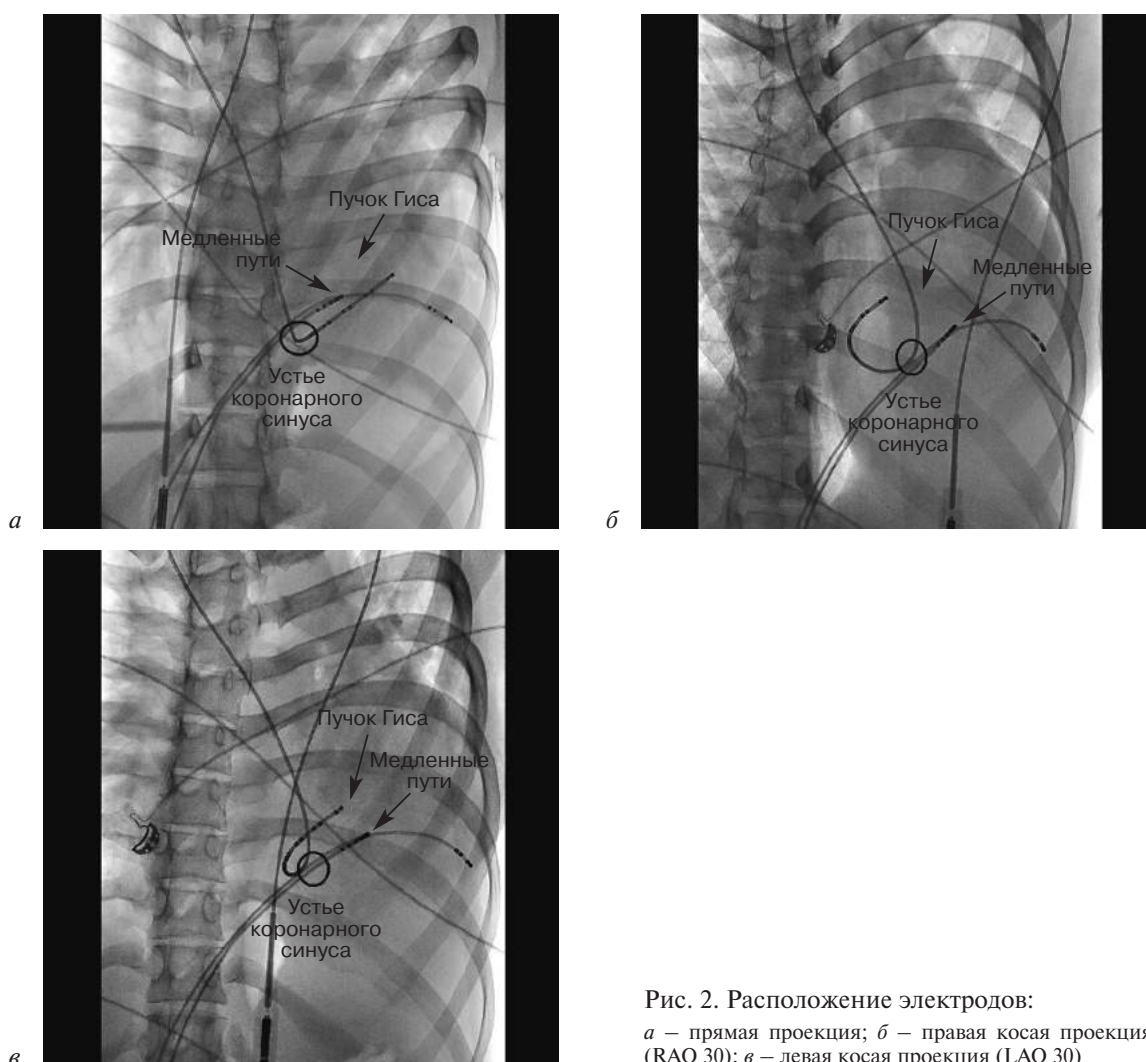 Пучок Гиса
Медленные
пути
Устье
коронарного
синуса
а
Пучок Гиса
Медленные
пути
Устье
коронарного
синуса
б
Пучок Гиса
Медленные
пути
Устье
коронарного
синуса
в
Рис. 2. Расположение электродов:
а – прямая проекция; б – правая косая проекция
(RAO 30); в – левая косая проекция (LAO 30)